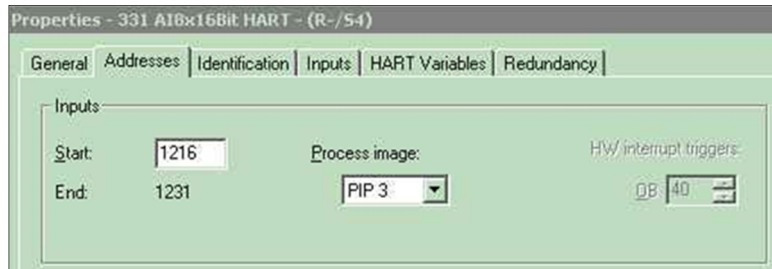 Properties - 331 AI8x16Bit HART - (R-/S4)
General Addresses Identification Inputs HART Variables Redundancy
Inputs
Start: 1216 Process image: HW interrupt triggers:
End: 1231 PIP 3 OB 40